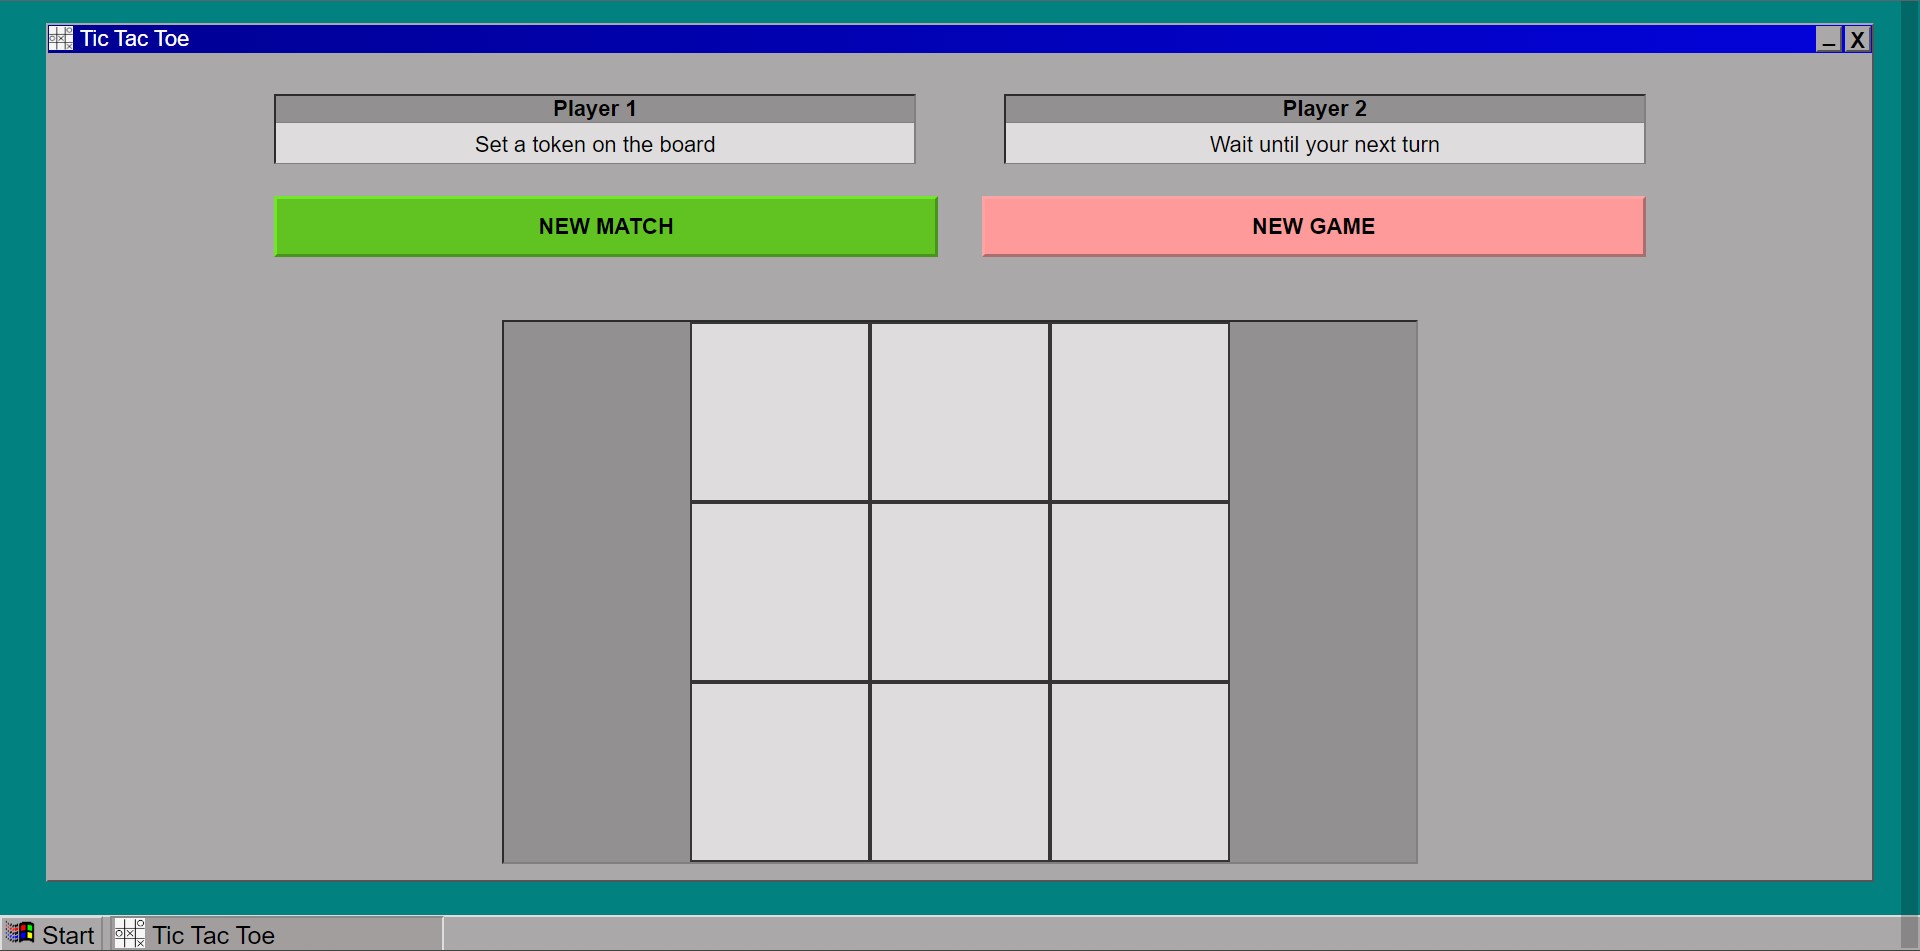 Tic Tac Toe
X
Player 1
Player 2
Set a token on the board
Wait until your next turn
NEW MATCH
NEW GAME
Start
Tic Tac Toe